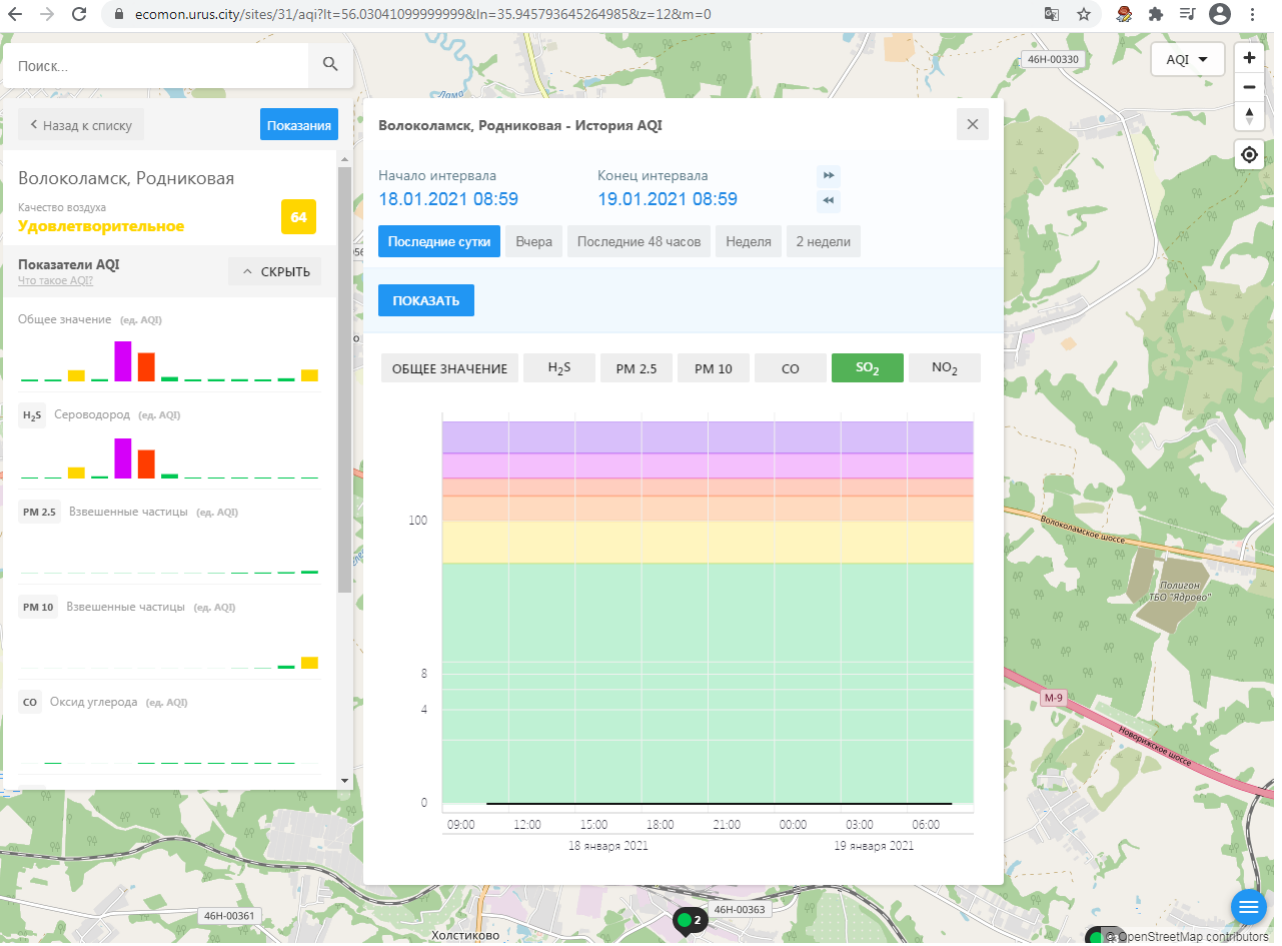 ecomon.urus.city/sites/31/aqi?lt=56.03041099999999&ln=35.945793645264985&z=12&m=0
Поиск...
46Н-00330
AQI
Назад к списку
Показания
Волоколамск, Родниковая
Качество воздуха
Удовлетворительное
64
Показатели AQI
Что такое AQI?
СКРЫТЬ
Общее значение (ед. AQI)
H2S Сероводород (ед. AQI)
PM 2.5 Взвешенные частицы (ед. AQI)
PM 10 Взвешенные частицы (ед. AQI)
CO Оксид углерода (ед. AQI)
Волоколамск, Родниковая - История AQI
Начало интервала
18.01.2021 08:59
Конец интервала
19.01.2021 08:59
Последние сутки
Вчера
Последние 48 часов
Неделя
2 недели
ПОКАЗАТЬ
ОБЩЕЕ ЗНАЧЕНИЕ
H2S
PM 2.5
PM 10
CO
SO2
NO2
100
8
4
0
09:00 12:00 15:00 18:00 21:00 00:00 03:00 06:00
18 января 2021 19 января 2021
Волоколамское шоссе
Полигон
ТБО "Ядрово"
М-9
Новорижское шоссе
46Н-00361
46Н-00363
2
Холстиково
© OpenStreetMap contributors